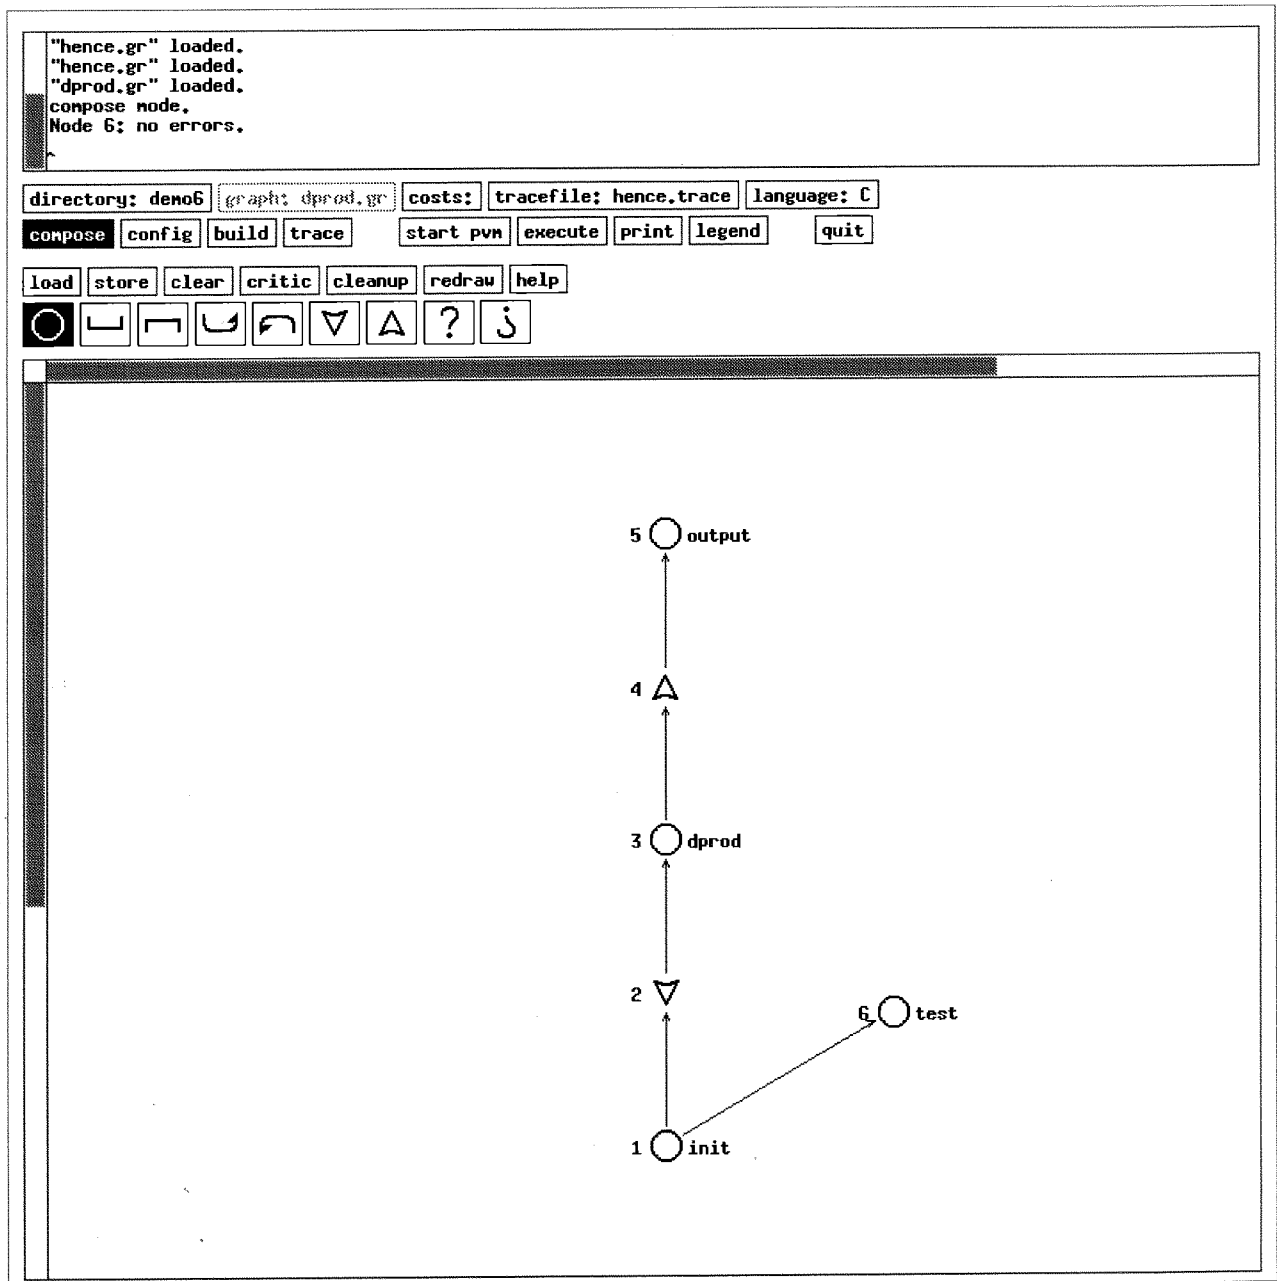 "hence.gr" loaded.
"hence.gr" loaded.
"dprod.gr" loaded.
compose mode.
Node 6: no errors.
^
directory: demo6 graph: dprod.gr costs: tracefile: hence.trace language: C
compose config build trace start pvm execute print legend quit
load store clear critic cleanup redraw help
? ¿
5 output
4
3 dprod
2
6 test
1 init